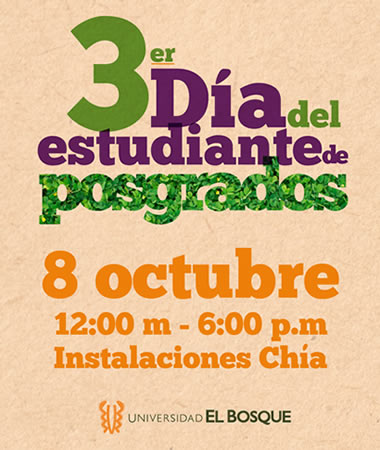 3er Día del
estudiante de
posgrados
8 octubre
12:00 m - 6:00 p.m
Instalaciones Chía
UNIVERSIDAD EL BOSQUE